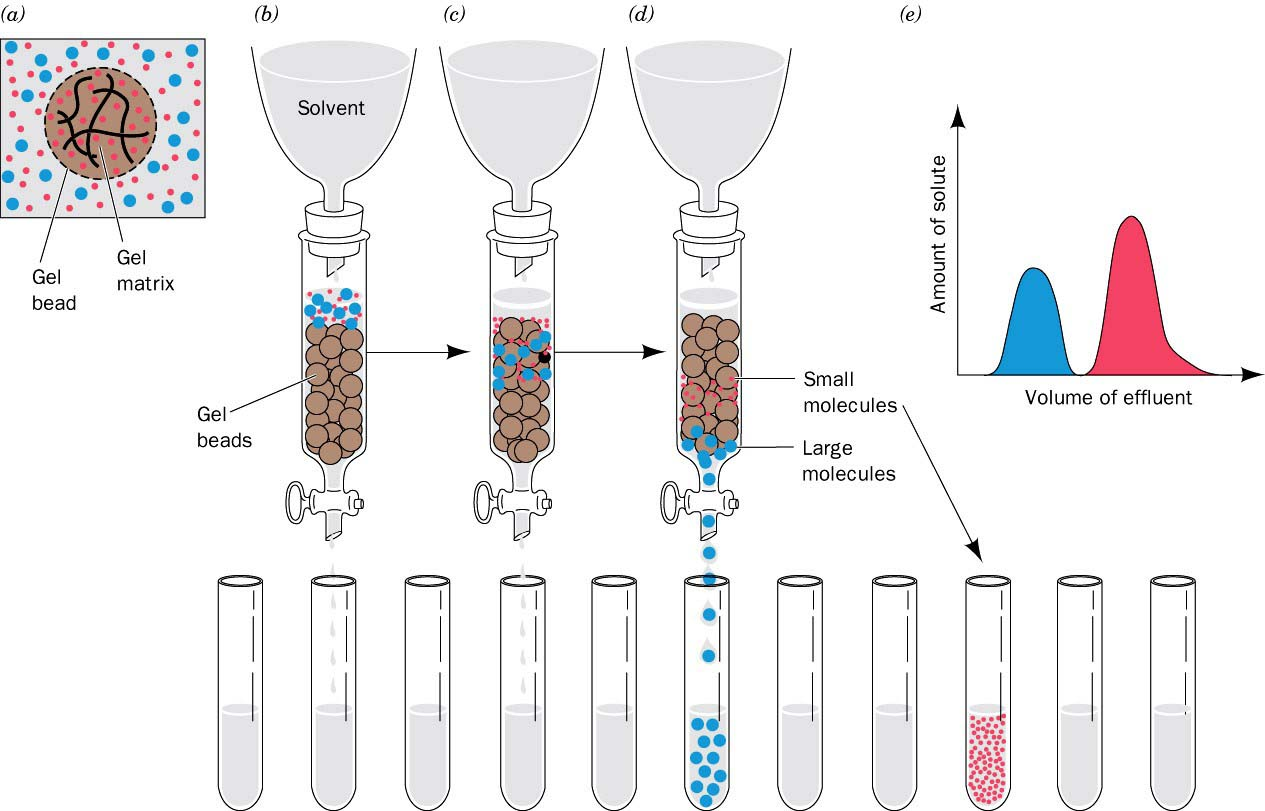 (a)
(b)
(c)
(d)
(e)
Solvent
Gel
bead
Gel
matrix
Gel
beads
Small
molecules
Large
molecules
Amount of solute
Volume of effluent